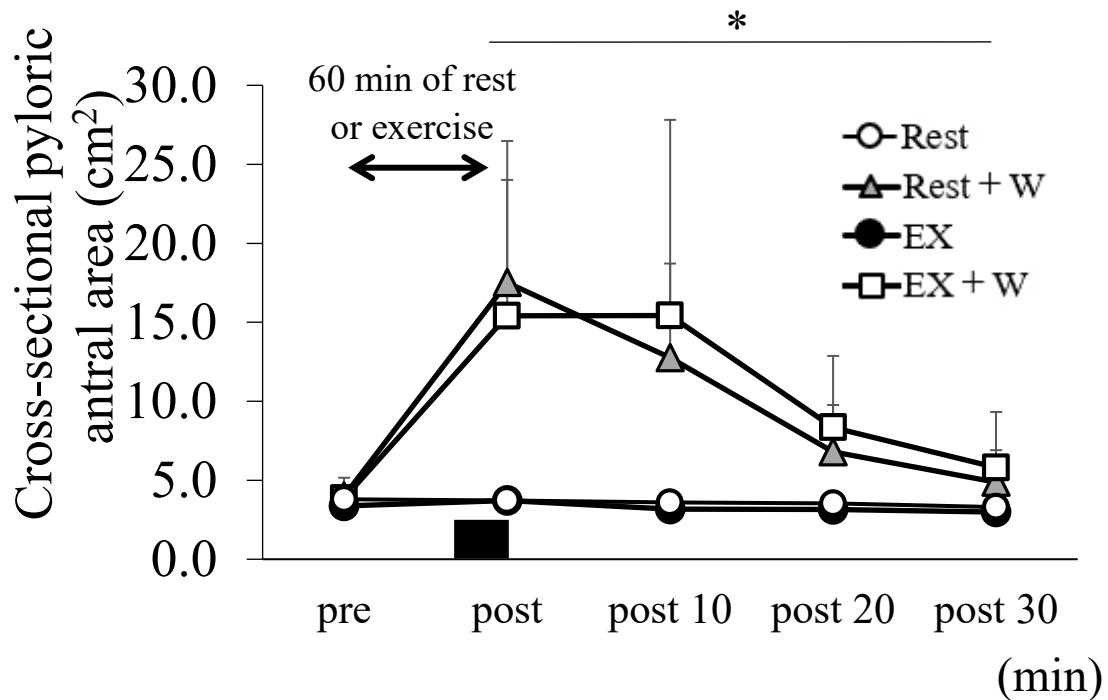 *
Cross-sectional pyloric
antral area (cm²)
30.0
25.0
20.0
15.0
10.0
5.0
0.0
60 min of rest
or exercise
Rest
Rest + W
EX
EX + W
pre
post
post 10
post 20
post 30
(min)